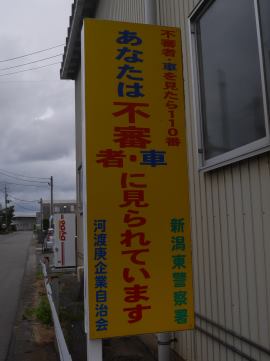 不審者・車を見たら110番
あなたは不審者・車に見られています
新潟東警察署
河渡庚企業自治会